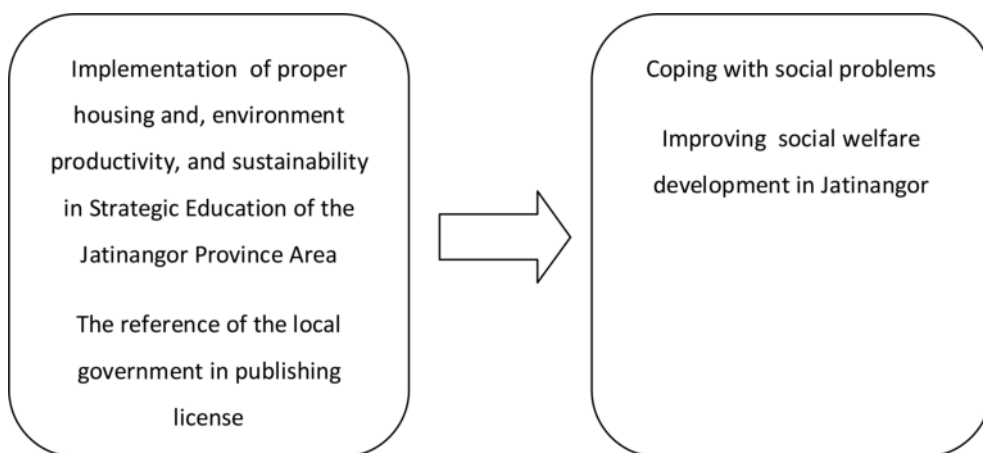 Implementation of proper
housing and, environment
productivity, and sustainability
in Strategic Education of the
Jatinangor Province Area
The reference of the local
government in publishing
license
Coping with social problems
Improving social welfare
development in Jatinangor